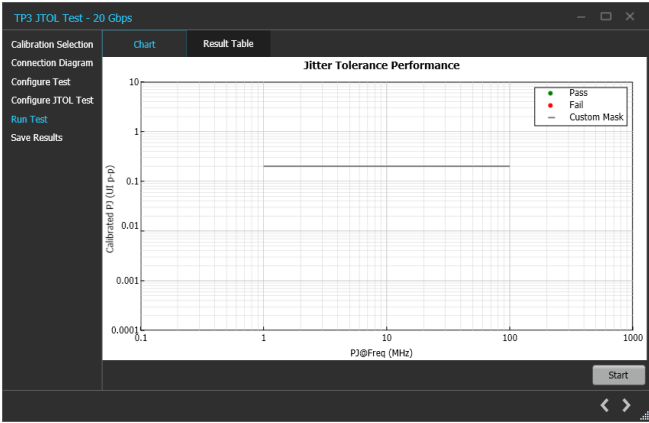 TP3 JTOL Test - 20 Gbps
Calibration Selection
Connection Diagram
Configure Test
Configure JTOL Test
Run Test
Save Results
Chart
Result Table
Jitter Tolerance Performance
Pass
Fail
Custom Mask
Calibrated PJ (UI p-p)
10
1
0.1
0.01
0.001
0.0001
0.1
1
10
100
1000
PJ@Freq (MHz)
Start